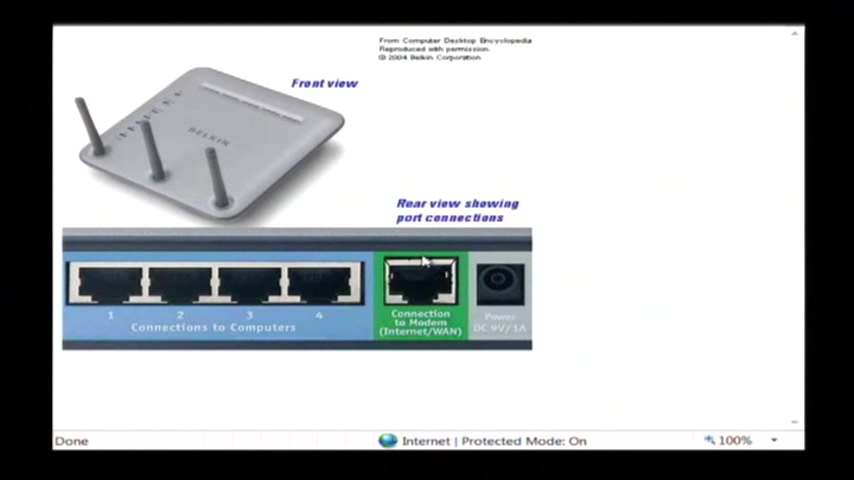 From Computer Desktop Encyclopedia
Reproduced with permission.
© 2004 Belkin Corporation
Front view
BELKIN
Rear view showing
port connections
1 2 3 4
Connections to Computers
Connection
to Modem
(Internet/WAN)
Power
DC 9V/1A
Done
Internet | Protected Mode: On
100%